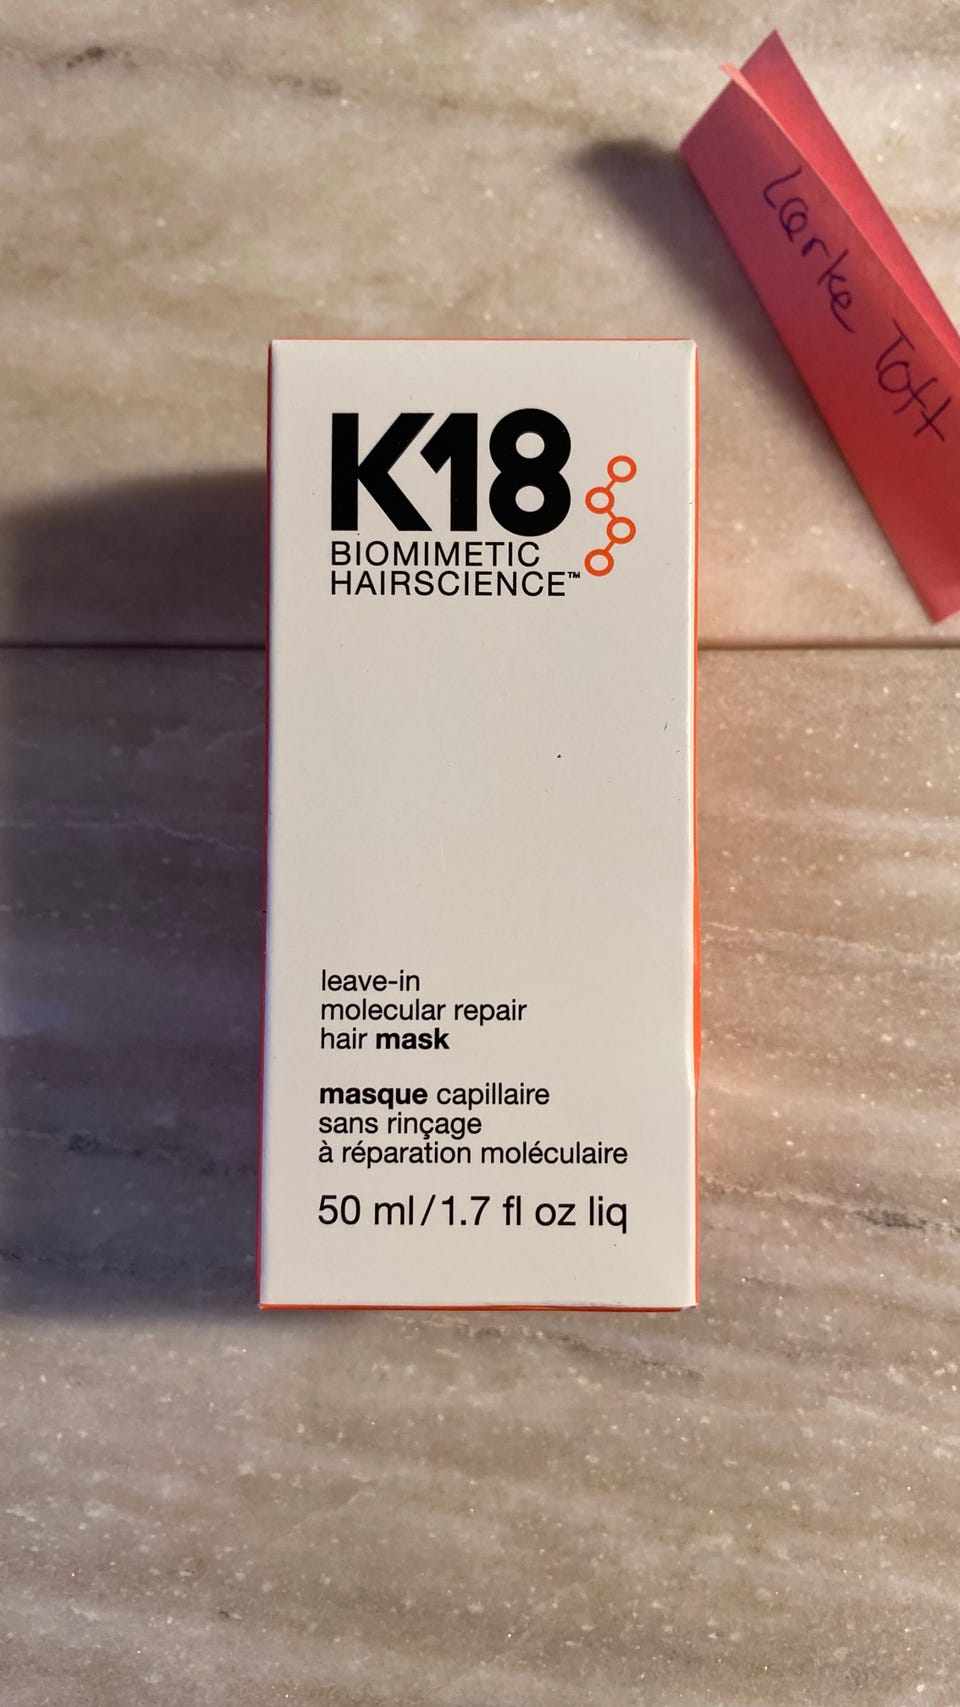 Lærke Toft
K18
BIOMIMETIC
HAIRSCIENCE™
leave-in
molecular repair
hair mask
masque capillaire
sans rinçage
à réparation moléculaire
50 ml/1.7 fl oz liq